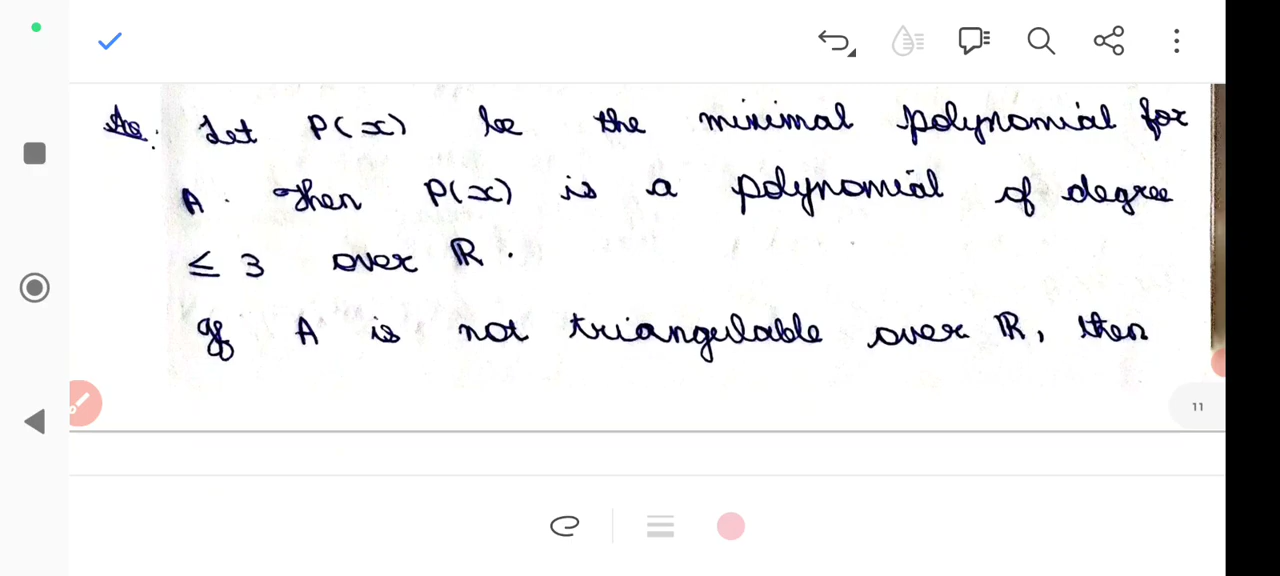 Ans. Let P(x) be the minimal polynomial for
A. Then P(x) is a polynomial of degree
≤ 3 over ℝ.
If A is not triangulable over ℝ, then
11